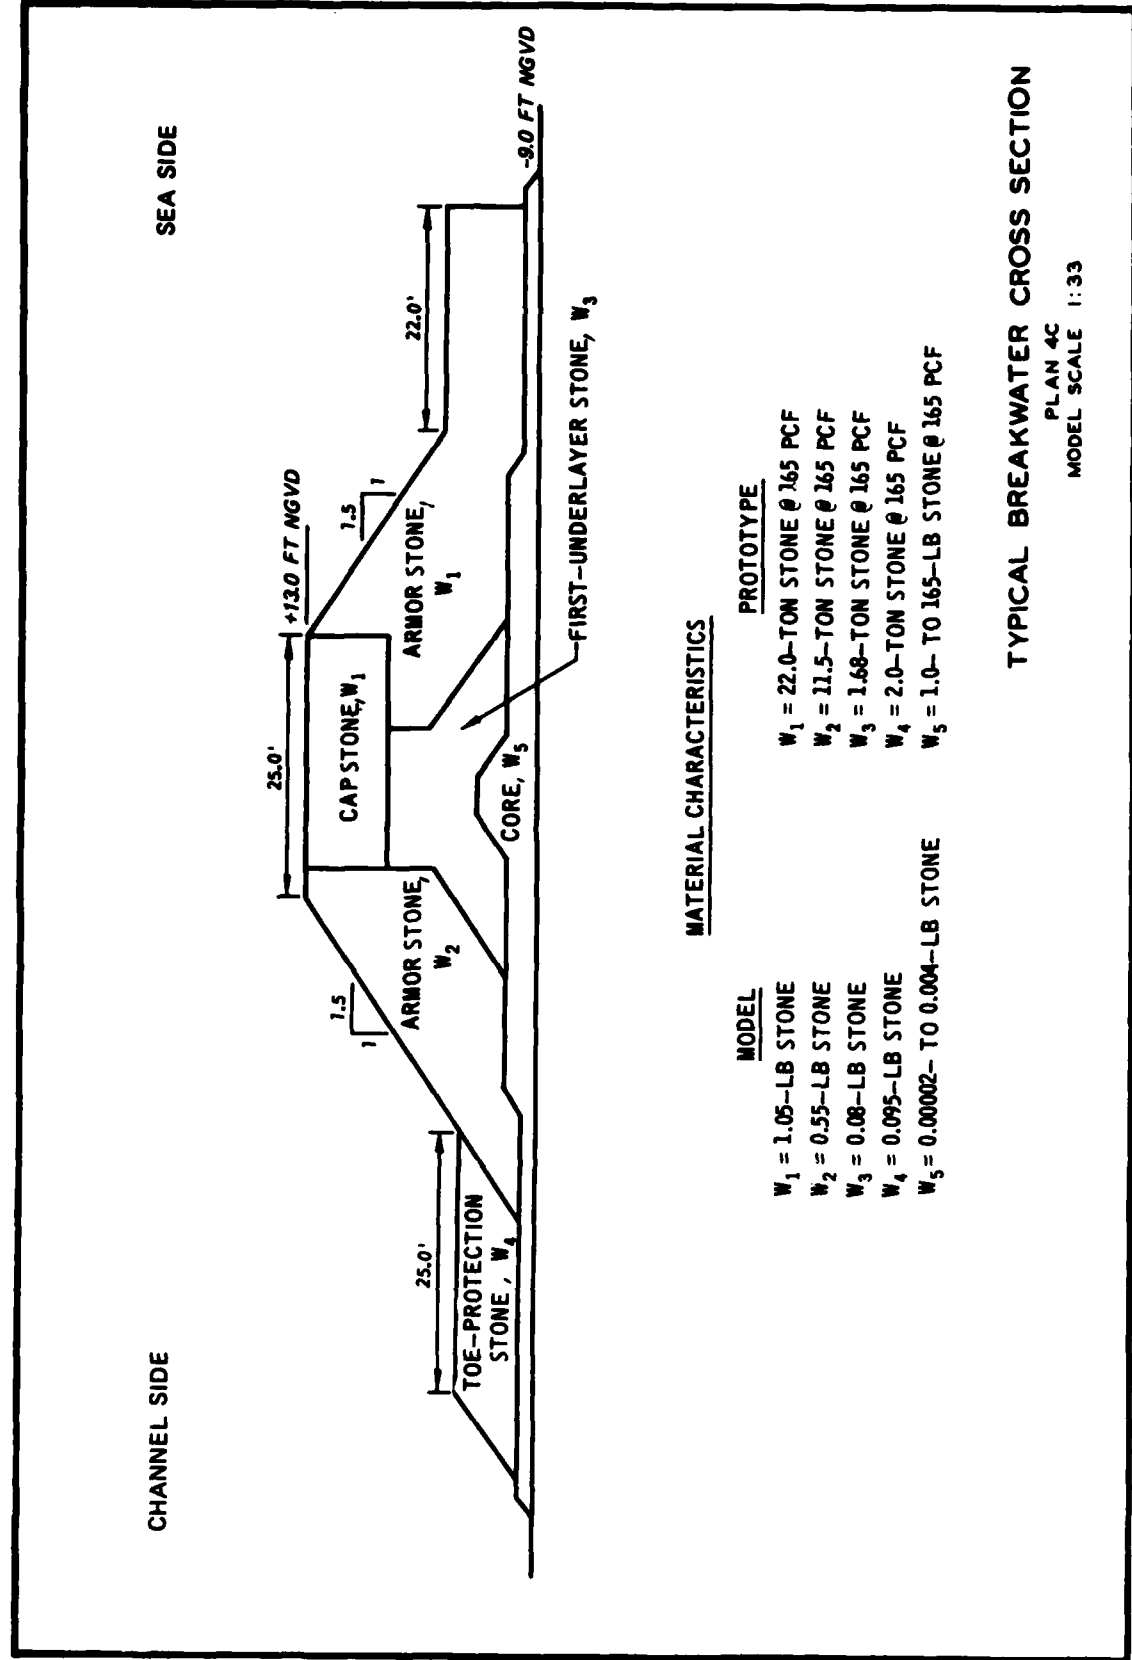 CHANNEL SIDE
SEA SIDE
25.0'
+13.0 FT NGVD
1.5
1
1.5
1
22.0'
25.0'
CAPSTONE, W1
ARMOR STONE,
W2
ARMOR STONE,
W1
TOE-PROTECTION
STONE, W4
CORE, W5
-9.0 FT NGVD
FIRST-UNDERLAYER STONE, W3
MATERIAL CHARACTERISTICS
MODEL
W1 = 1.05-LB STONE
W2 = 0.55-LB STONE
W3 = 0.08-LB STONE
W4 = 0.095-LB STONE
W5 = 0.00002- TO 0.004-LB STONE
PROTOTYPE
W1 = 22.0-TON STONE @ 165 PCF
W2 = 11.5-TON STONE @ 165 PCF
W3 = 1.68-TON STONE @ 165 PCF
W4 = 2.0-TON STONE @ 165 PCF
W5 = 1.0- TO 165-LB STONE @ 165 PCF
TYPICAL BREAKWATER CROSS SECTION
PLAN 4C
MODEL SCALE 1:33